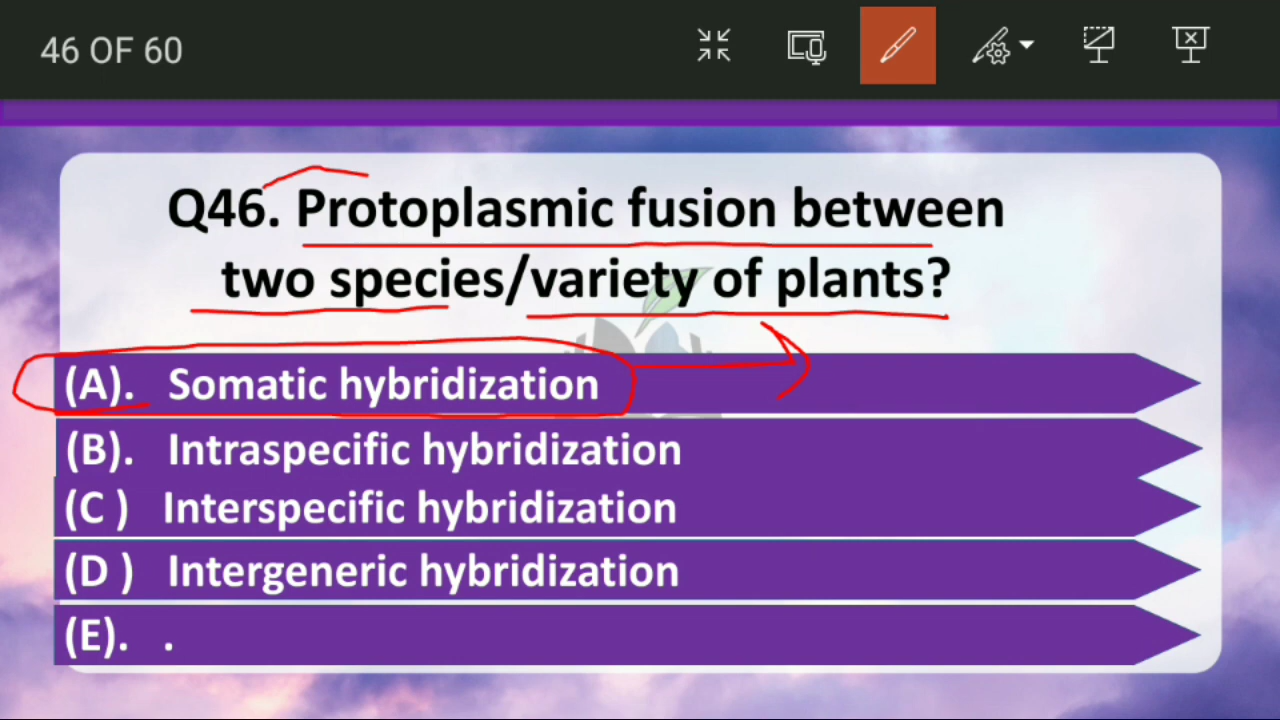 46 OF 60
Q46. Protoplasmic fusion between
two species/variety of plants?
(A). Somatic hybridization
(B). Intraspecific hybridization
(C ) Interspecific hybridization
(D ) Intergeneric hybridization
(E). .